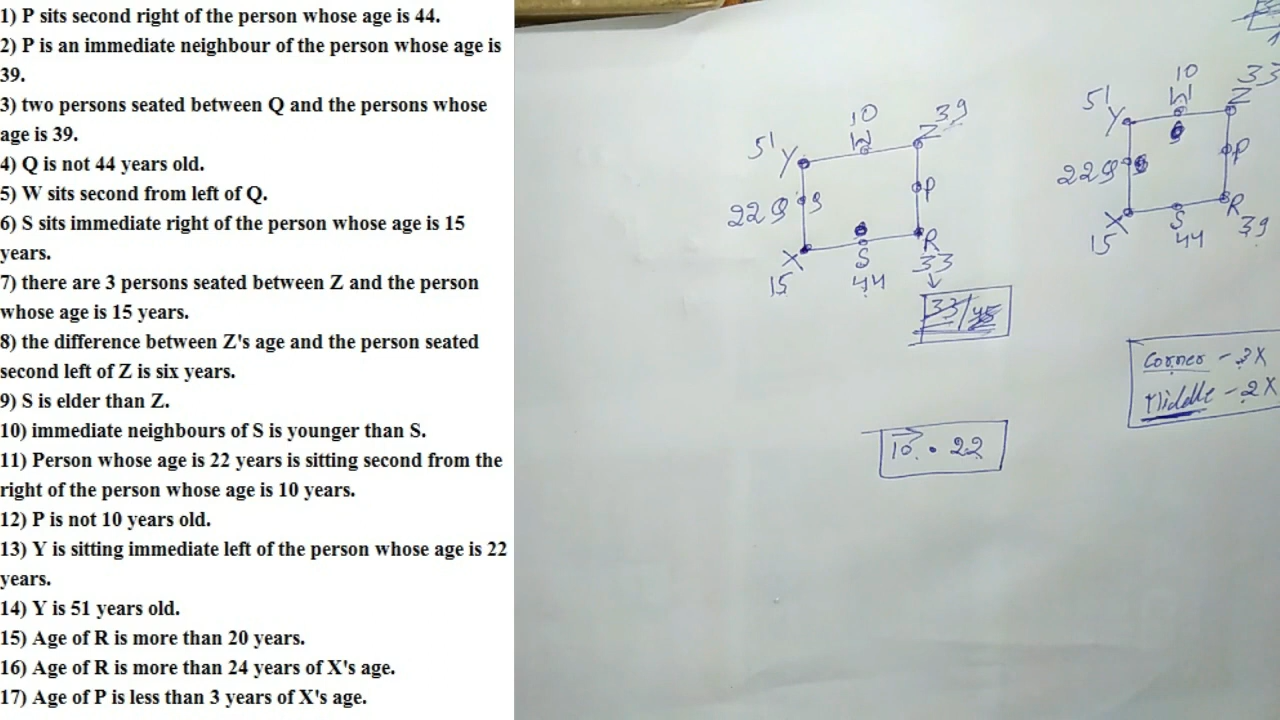 1) P sits second right of the person whose age is 44.
2) P is an immediate neighbour of the person whose age is
39.
3) two persons seated between Q and the persons whose
age is 39.
4) Q is not 44 years old.
5) W sits second from left of Q.
6) S sits immediate right of the person whose age is 15
years.
7) there are 3 persons seated between Z and the person
whose age is 15 years.
8) the difference between Z's age and the person seated
second left of Z is six years.
9) S is elder than Z.
10) immediate neighbours of S is younger than S.
11) Person whose age is 22 years is sitting second from the
right of the person whose age is 10 years.
12) P is not 10 years old.
13) Y is sitting immediate left of the person whose age is 22
years.
14) Y is 51 years old.
15) Age of R is more than 20 years.
16) Age of R is more than 24 years of X's age.
17) Age of P is less than 3 years of X's age.
10
39
51
Y
W
Z
22 Q
P
X
S
R
15
44
33
33/45
10 . 22
10
33
51
Y
W
Z
22 Q
P
X
S
R
15
44
39
Corner - 3X
Middle - 2X